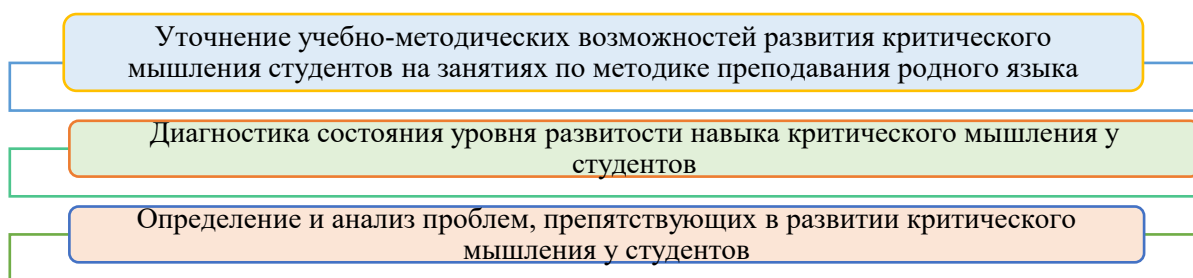 Уточнение учебно-методических возможностей развития критического
мышления студентов на занятиях по методике преподавания родного языка
Диагностика состояния уровня развитости навыка критического мышления у
студентов
Определение и анализ проблем, препятствующих в развитии критического
мышления у студентов